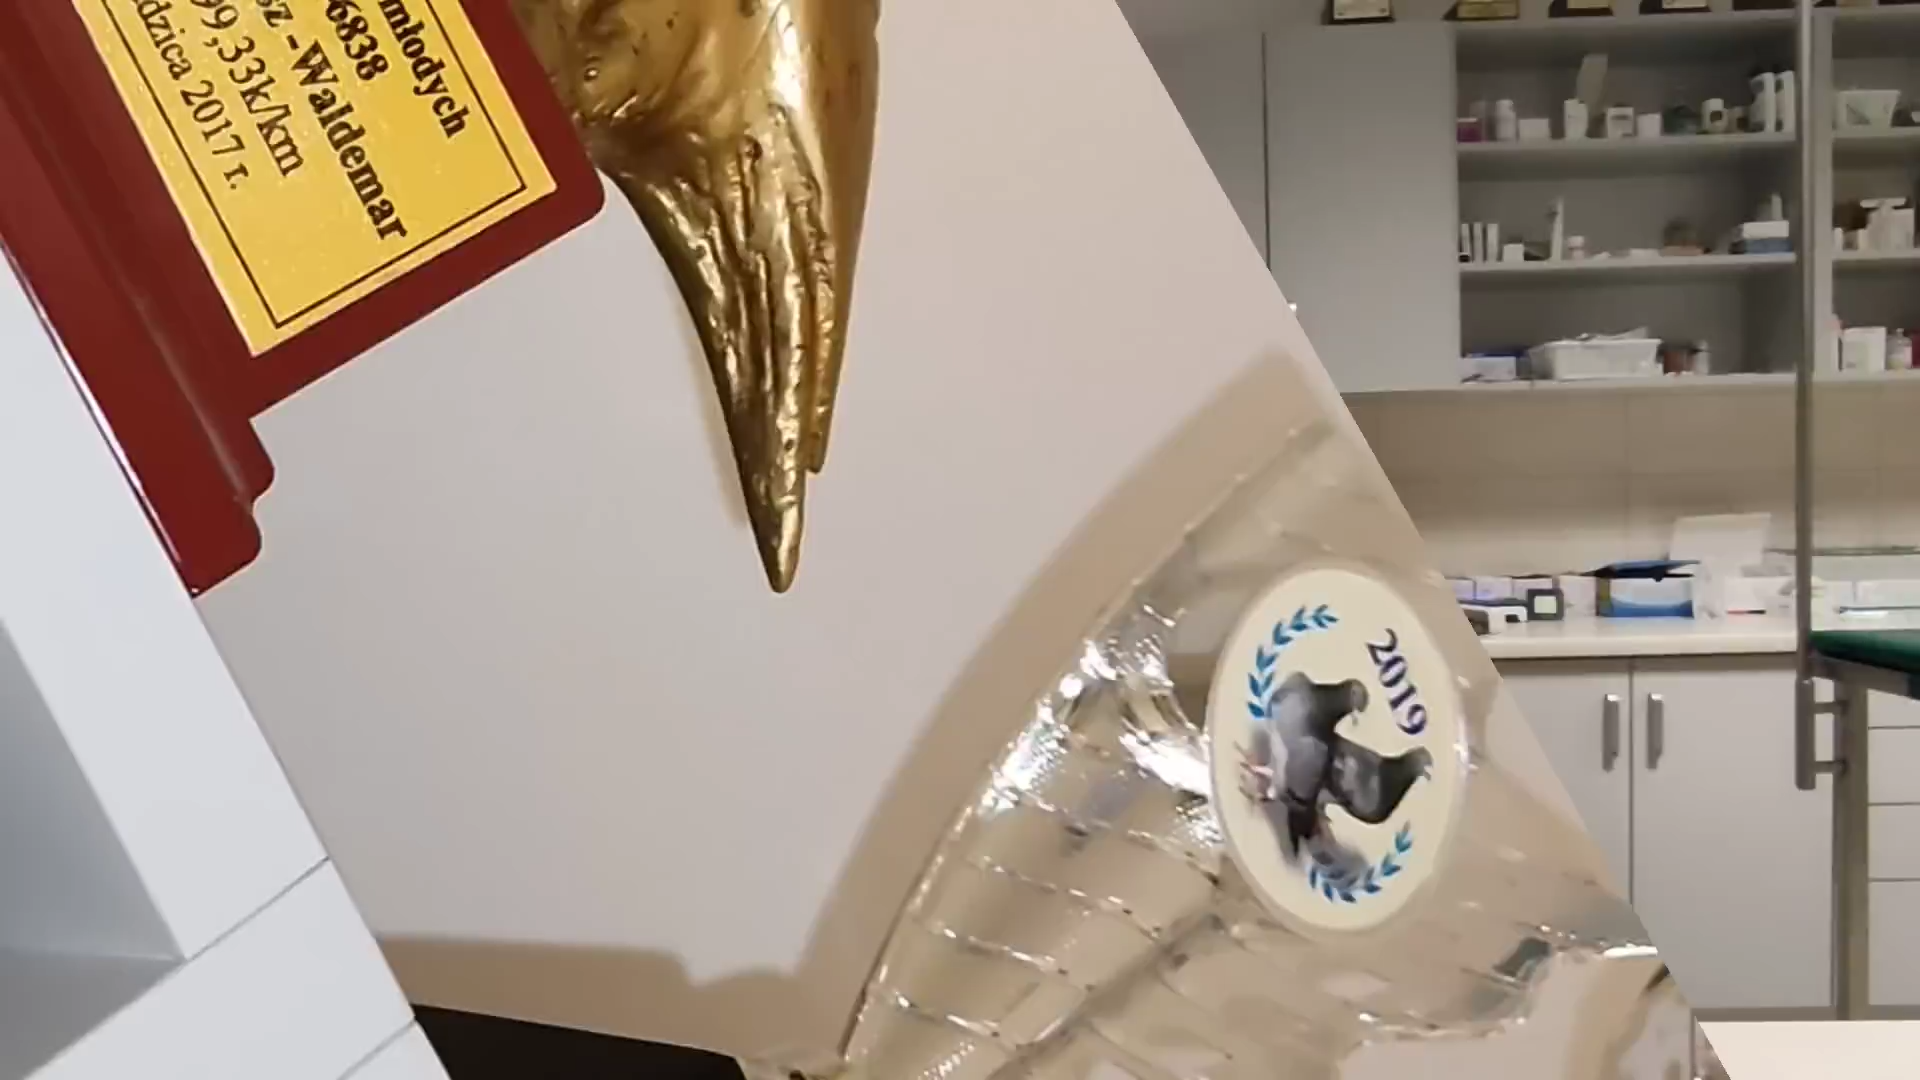 młodych
6838
sz - Waldemar
99,33k/km
dzica 2017 r.
2019